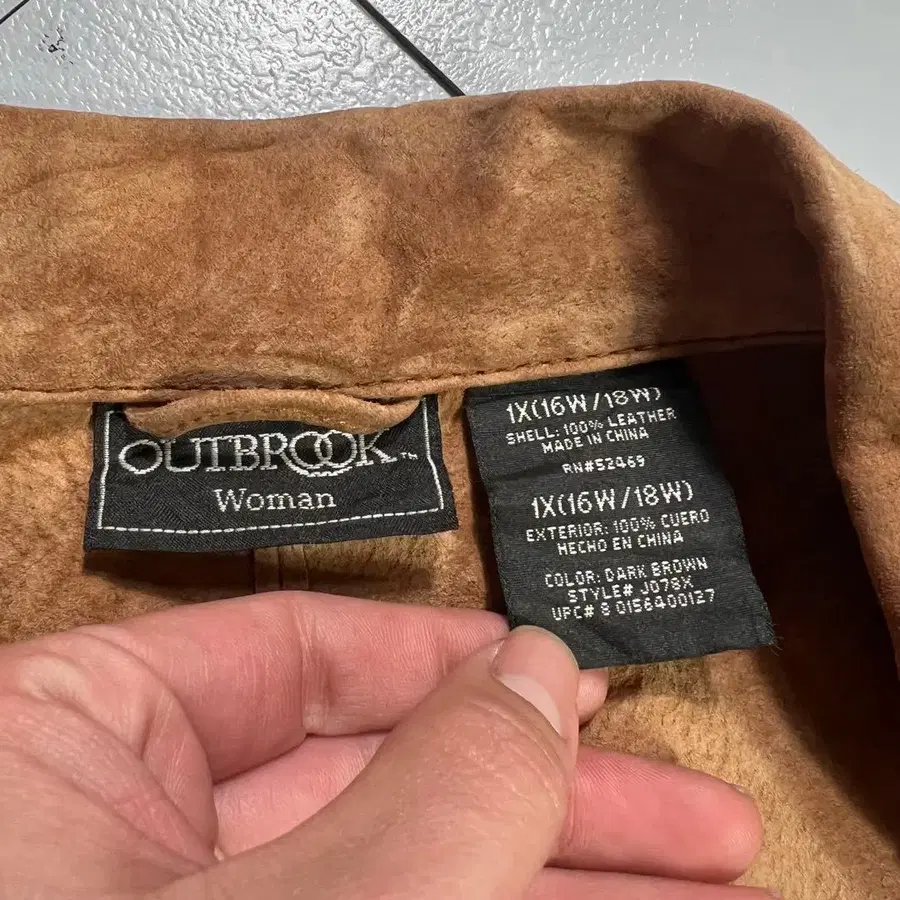 OUTBROOK™
Woman
1X(16W/18W)
SHELL: 100% LEATHER
MADE IN CHINA
RN#52469
1X(16W/18W)
EXTERIOR: 100% CUERO
HECHO EN CHINA
COLOR: DARK BROWN
STYLE# J078X
UPC# 8 0156400127